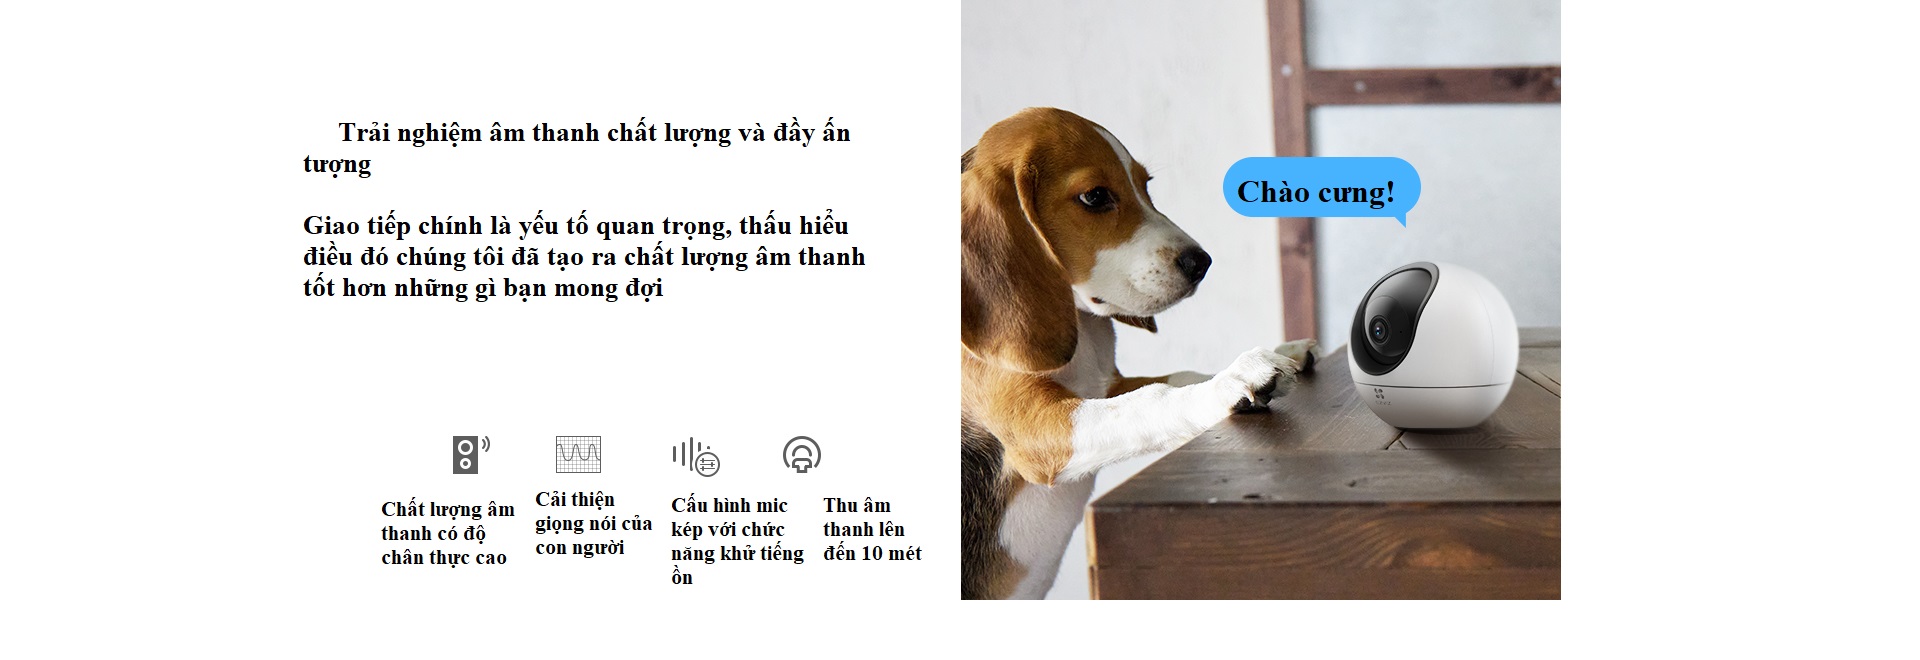 Trải nghiệm âm thanh chất lượng và đầy ấn
tượng
Giao tiếp chính là yếu tố quan trọng, thấu hiểu
điều đó chúng tôi đã tạo ra chất lượng âm thanh
tốt hơn những gì bạn mong đợi
Chào cưng!
Chất lượng âm
thanh có độ
chân thực cao
Cải thiện
giọng nói của
con người
Cấu hình mic
kép với chức
năng khử tiếng
ồn
Thu âm
thanh lên
đến 10 mét